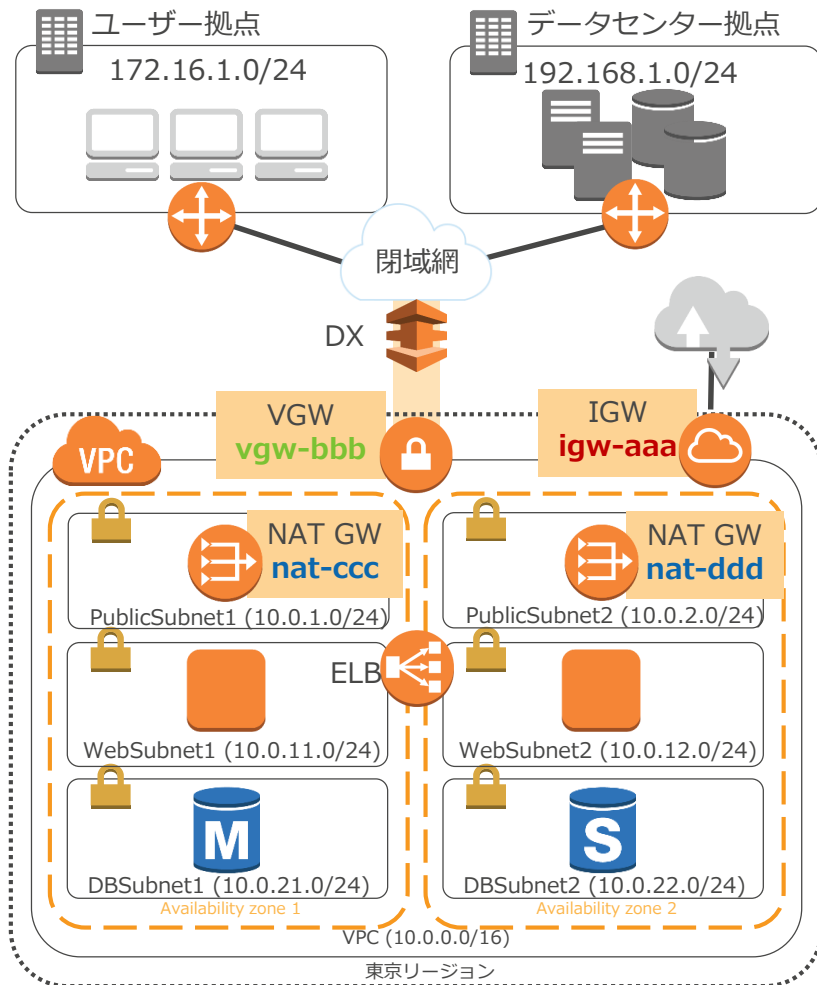 ユーザー拠点
172.16.1.0/24
データセンター拠点
192.168.1.0/24
閉域網
DX
VGW
vgw-bbb
IGW
igw-aaa
VPC
NAT GW
nat-ccc
PublicSubnet1 (10.0.1.0/24)
NAT GW
nat-ddd
PublicSubnet2 (10.0.2.0/24)
ELB
WebSubnet1 (10.0.11.0/24)
WebSubnet2 (10.0.12.0/24)
M
DBSubnet1 (10.0.21.0/24)
Availability zone 1
S
DBSubnet2 (10.0.22.0/24)
Availability zone 2
VPC (10.0.0.0/16)
東京リージョン